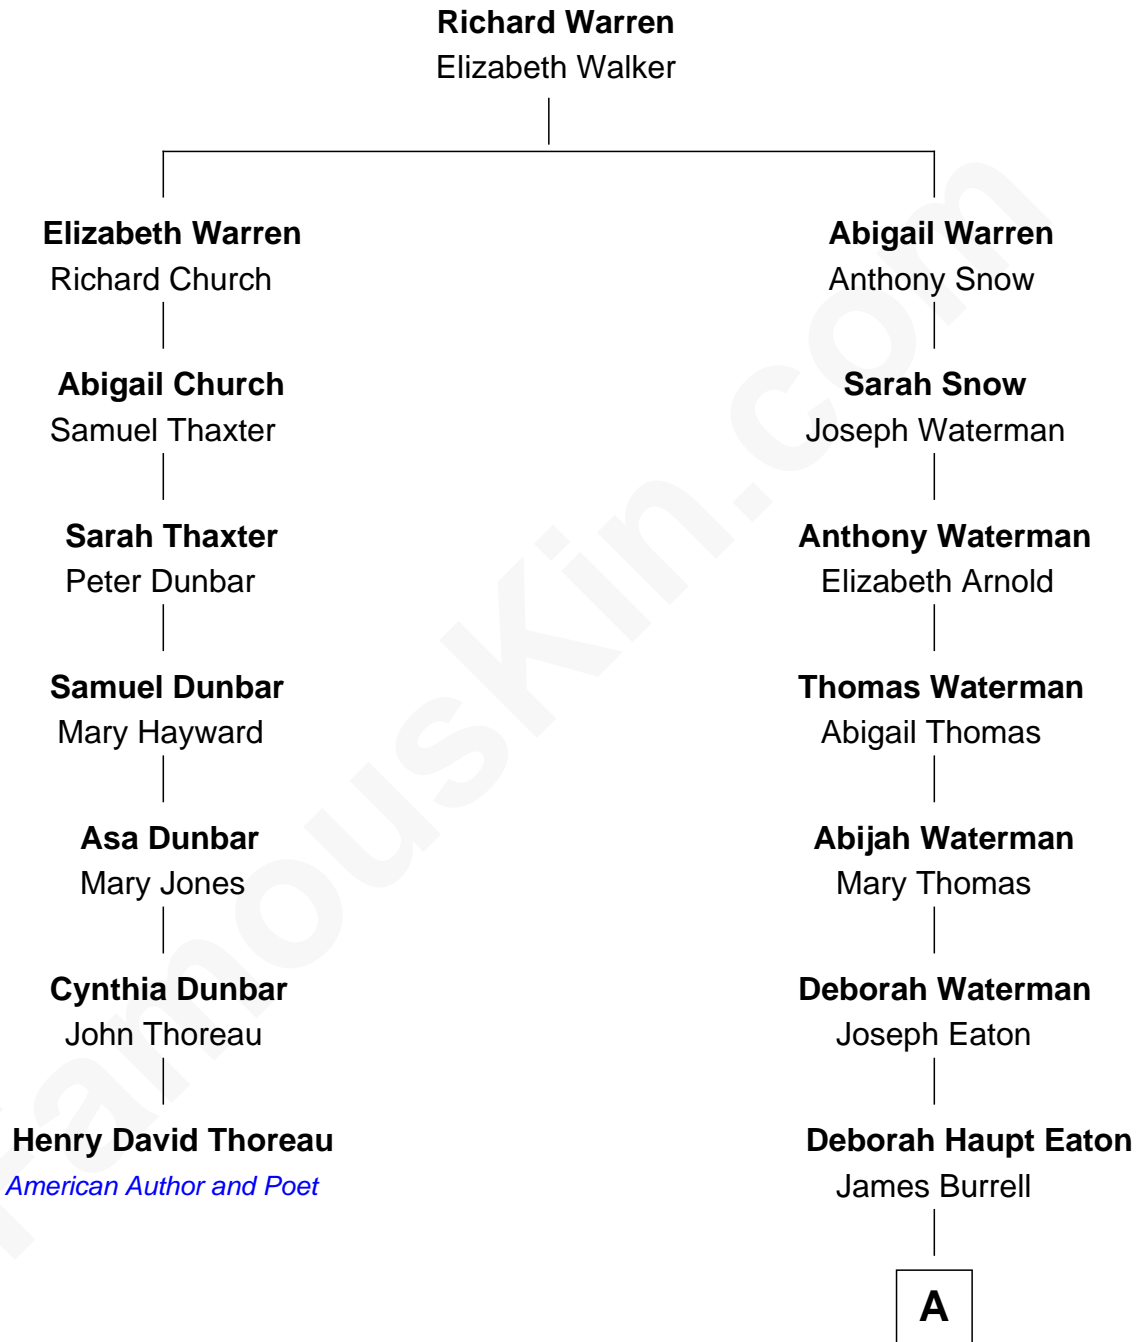 Richard Warren
Elizabeth Walker
Elizabeth Warren
Richard Church
Abigail Warren
Anthony Snow
Abigail Church
Samuel Thaxter
Sarah Snow
Joseph Waterman
Sarah Thaxter
Peter Dunbar
Anthony Waterman
Elizabeth Arnold
Samuel Dunbar
Mary Hayward
Thomas Waterman
Abigail Thomas
Asa Dunbar
Mary Jones
Abijah Waterman
Mary Thomas
Cynthia Dunbar
John Thoreau
Deborah Waterman
Joseph Eaton
Henry David Thoreau
American Author and Poet
Deborah Haupt Eaton
James Burrell
A
FamousKin.com